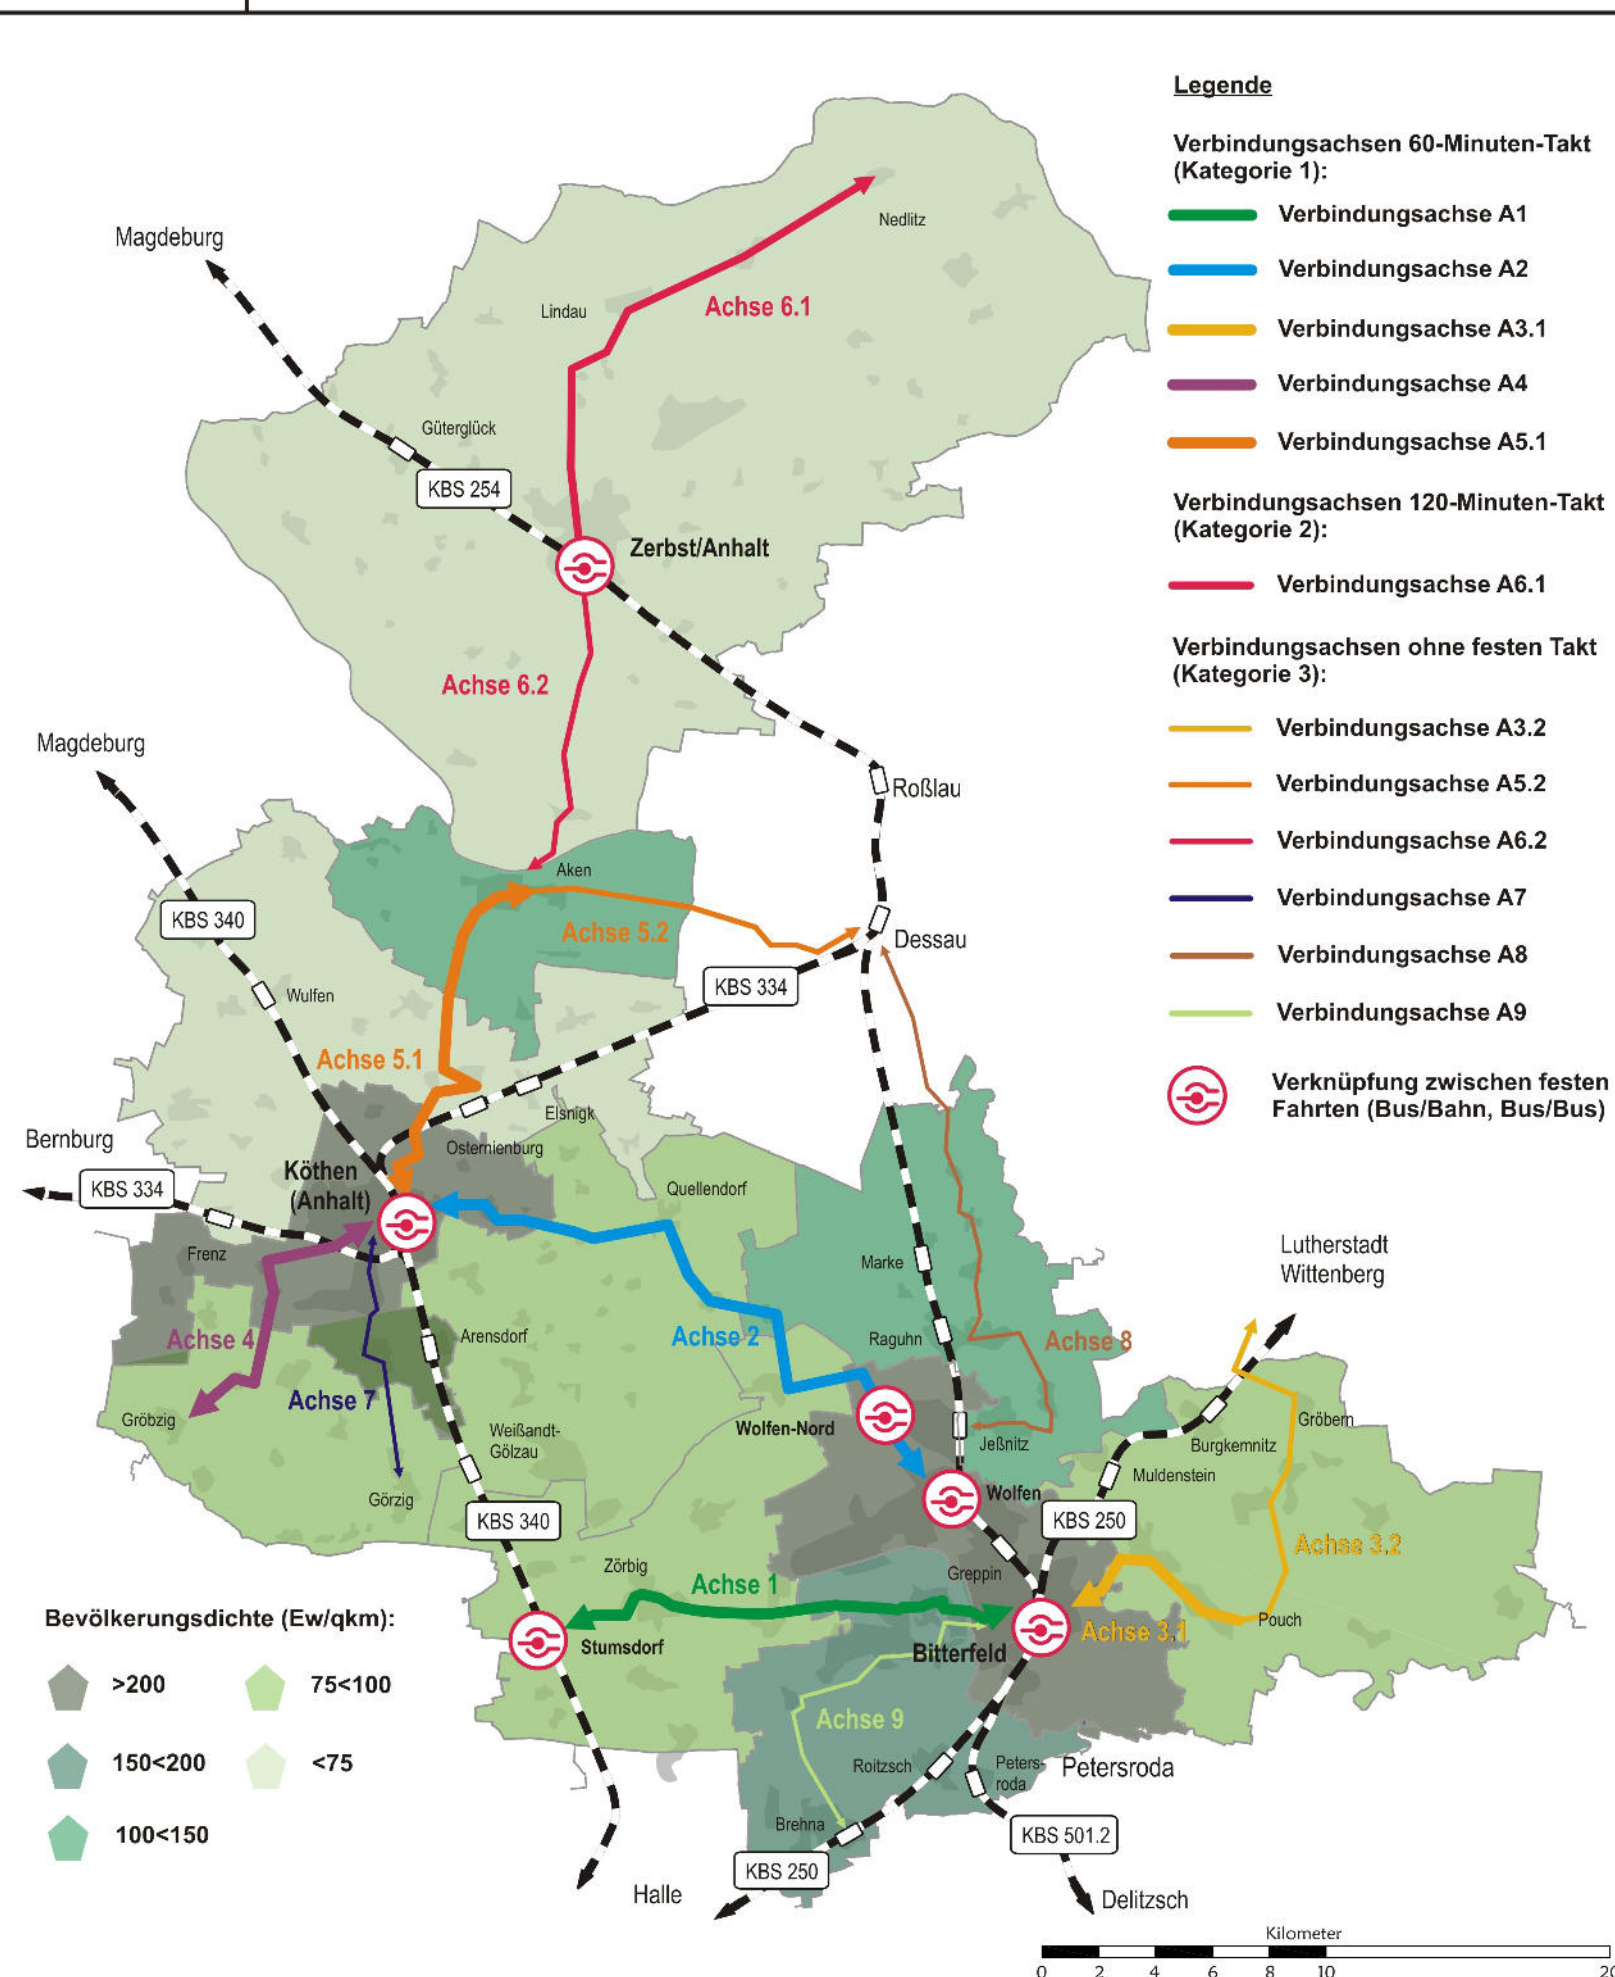 Legende
Verbindungsachsen 60-Minuten-Takt
(Kategorie 1):
Verbindungsachse A1
Verbindungsachse A2
Verbindungsachse A3.1
Verbindungsachse A4
Verbindungsachse A5.1
Verbindungsachsen 120-Minuten-Takt
(Kategorie 2):
Verbindungsachse A6.1
Verbindungsachsen ohne festen Takt
(Kategorie 3):
Verbindungsachse A3.2
Verbindungsachse A5.2
Verbindungsachse A6.2
Verbindungsachse A7
Verbindungsachse A8
Verbindungsachse A9
Verknüpfung zwischen festen
Fahrten (Bus/Bahn, Bus/Bus)
Nedlitz
Magdeburg
Lindau
Achse 6.1
Güterglück
KBS 254
Zerbst/Anhalt
Achse 6.2
Magdeburg
Roßlau
Aken
KBS 340
Achse 5.2
Dessau
KBS 334
Wulfen
Achse 5.1
Elsnigk
Bernburg
Osternienburg
Köthen
(Anhalt)
KBS 334
Quellendorf
Frenz
Marke
Lutherstadt
Wittenberg
Achse 4
Arensdorf
Achse 2
Raguhn
Achse 8
Achse 7
Gröbzig
Weißandt-
Gölzau
Wolfen-Nord
Jeßnitz
Gröbern
Burgkemnitz
Muldenstein
Görzig
Wolfen
KBS 340
KBS 250
Achse 3.2
Zörbig
Greppin
Achse 1
Pouch
Achse 3.1
Stumsdorf
Bitterfeld
Achse 9
Roitzsch
Peters-
roda
Petersroda
Brehna
KBS 501.2
KBS 250
Halle
Delitzsch
Bevölkerungsdichte (Ew/qkm):
>200
75<100
150<200
<75
100<150
Kilometer
0 2 4 6 8 10